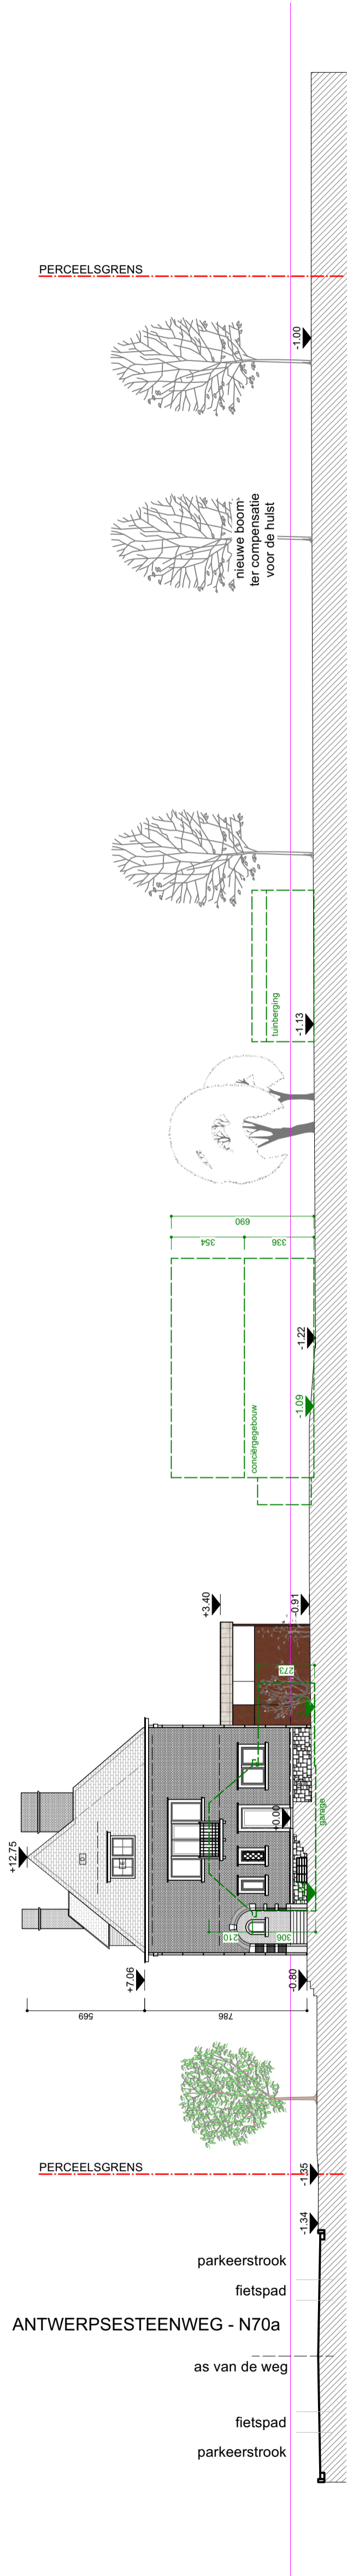 PERCEELSGRENS
-1.00
nieuwe boom
ter compensatie
voor de hulst
tuinberging
-1.13
690
354
336
-1.22
-1.09
conciërgegebouw
+3.40
-0.91
273
garage
+0.00
+12.75
210
306
+7.06
-0.80
569
786
PERCEELSGRENS
-1.35
-1.34
parkeerstrook
fietspad
ANTWERPSESTEENWEG - N70a
as van de weg
fietspad
parkeerstrook